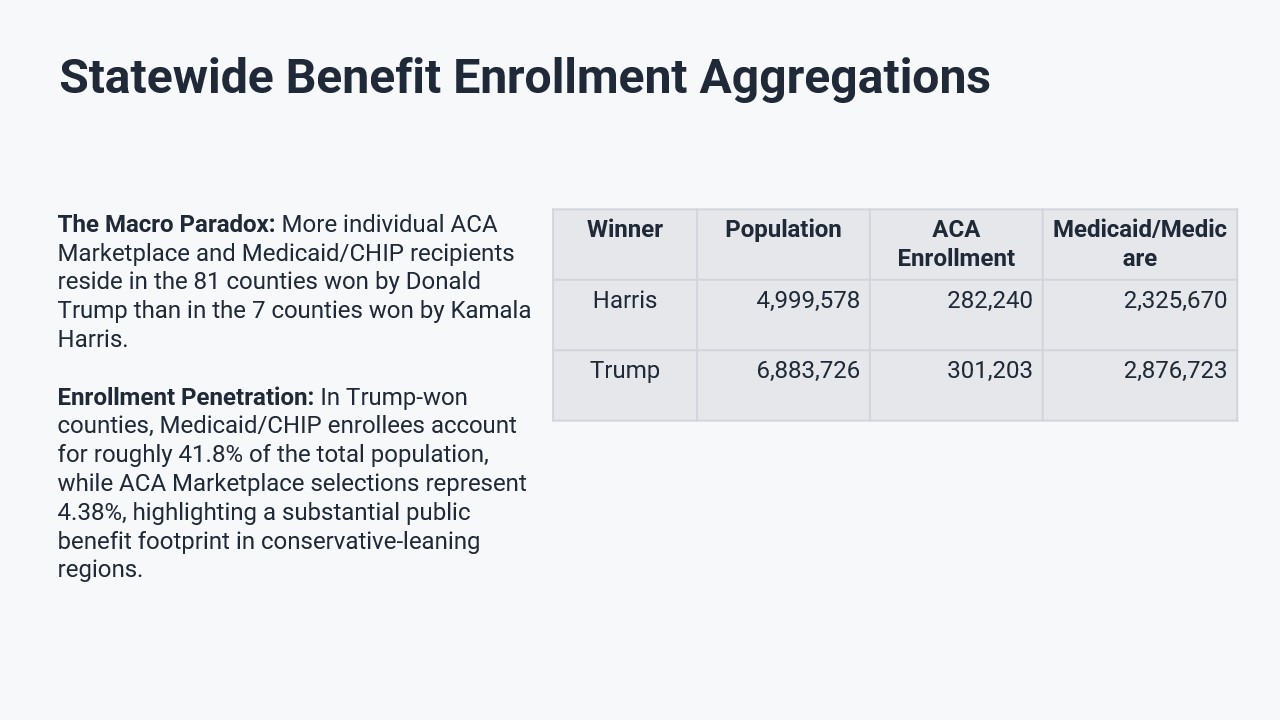 Statewide Benefit Enrollment Aggregations
The Macro Paradox: More individual ACA
Marketplace and Medicaid/CHIP recipients
reside in the 81 counties won by Donald
Trump than in the 7 counties won by Kamala
Harris.
Enrollment Penetration: In Trump-won
counties, Medicaid/CHIP enrollees account
for roughly 41.8% of the total population,
while ACA Marketplace selections represent
4.38%, highlighting a substantial public
benefit footprint in conservative-leaning
regions.
Winner Population ACA Medicaid/Medic
Enrollment are
Harris 4,999,578 282,240 2,325,670
Trump 6,883,726 301,203 2,876,723